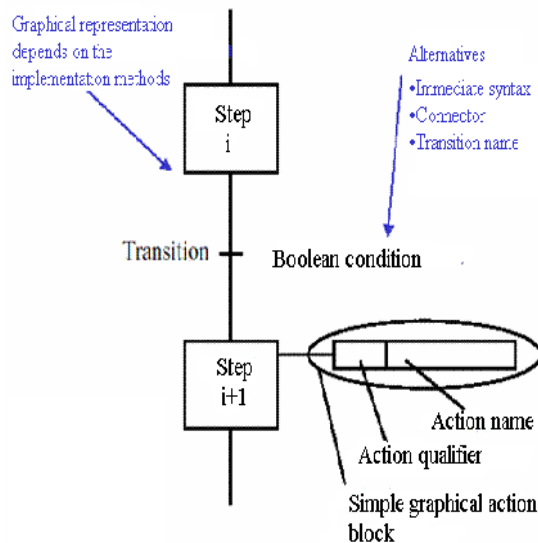 Graphical representation
depends on the
implementation methods
Alternatives
•Immediate syntax
•Connector
•Transition name
Step
i
Transition
Boolean condition
Step
i+1
Action name
Action qualifier
Simple graphical action
block